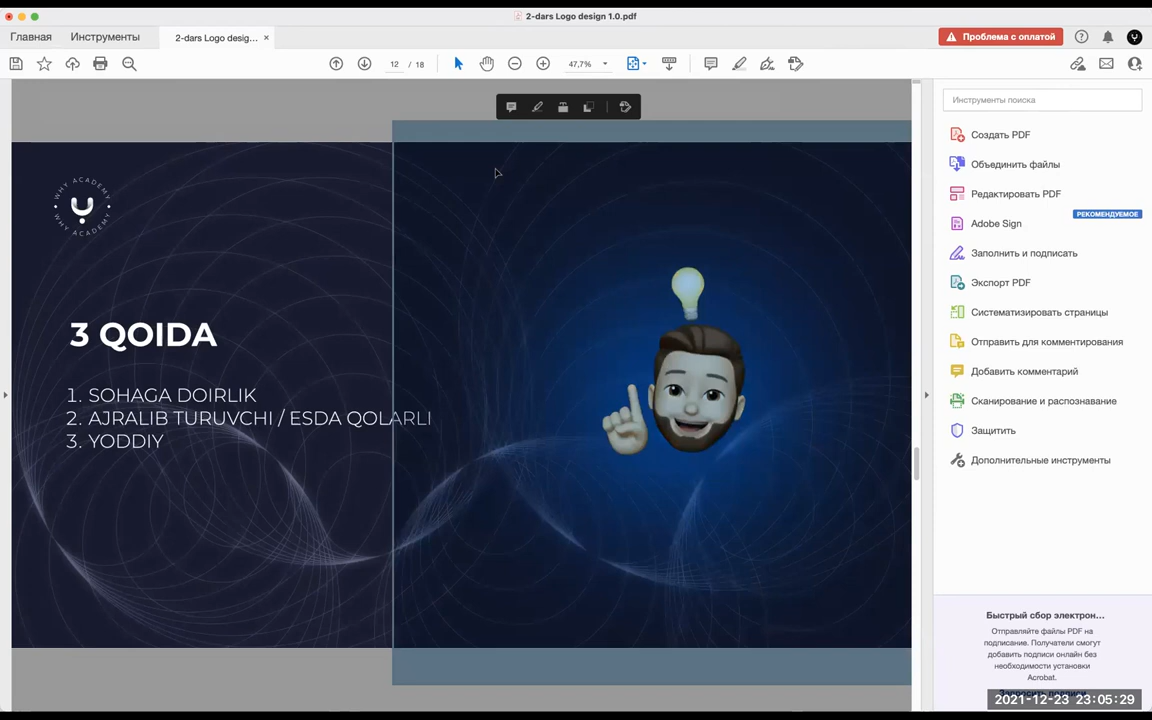 2-dars Logo design 1.0.pdf
Главная
Инструменты
2-dars Logo desig... ×
Проблема с оплатой
12 / 18
47,7%
Инструменты поиска
Создать PDF
Объединить файлы
Редактировать PDF
РЕКОМЕНДУЕМОЕ
Adobe Sign
Заполнить и подписать
Экспорт PDF
Систематизировать страницы
Отправить для комментирования
Добавить комментарий
Сканирование и распознавание
Защитить
Дополнительные инструменты
WHY ACADEMY
WHY ACADEMY
3 QOIDA
1. SOHAGA DOIRLIK
2. AJRALIB TURUVCHI / ESDA QOLARLI
3. YODDIY
Быстрый сбор электрон...
Отправляйте файлы PDF на
подписание. Получатели смогут
добавить подписи онлайн без
необходимости установки
Acrobat.
2021-12-23 23:05:29